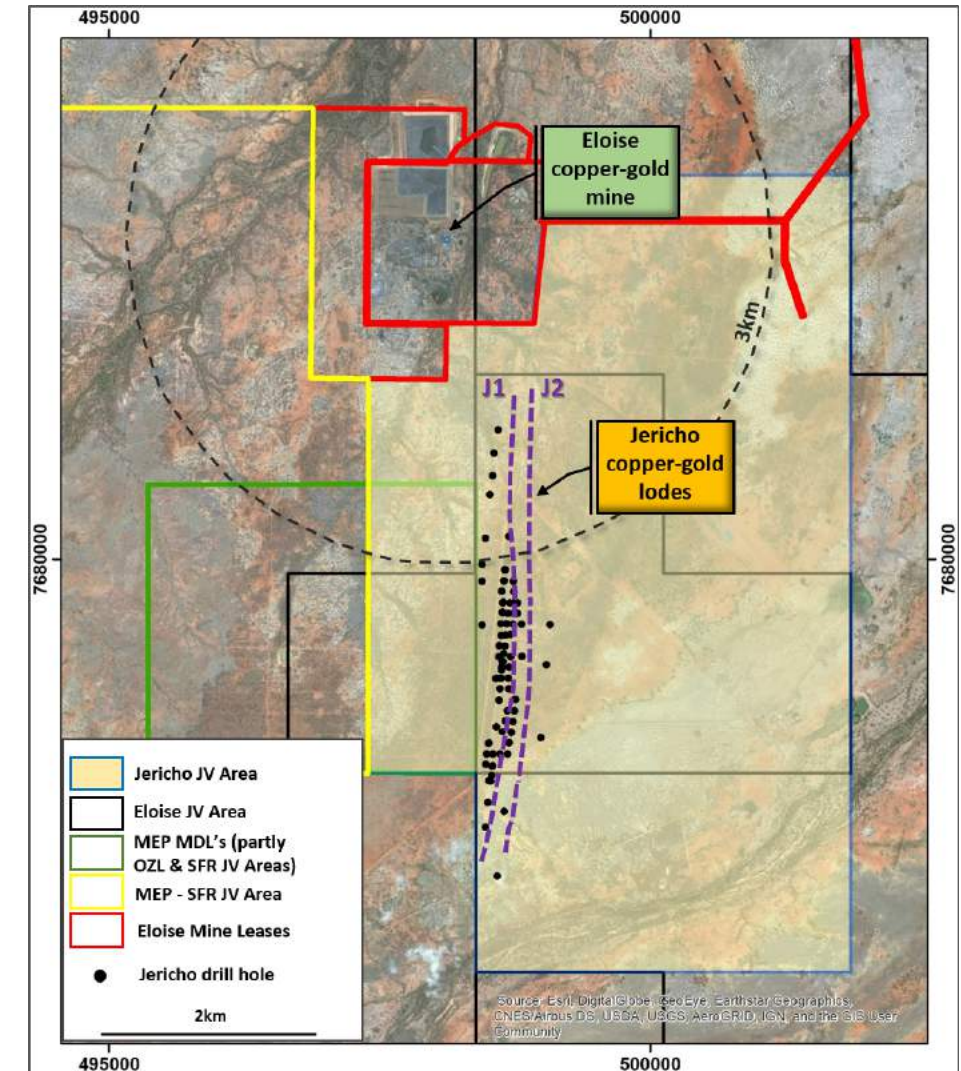 495000
500000
Eloise
copper-gold
mine
3km
J1
J2
Jericho
copper-gold
lodes
7680000
7680000
Jericho JV Area
Eloise JV Area
MEP MDL's (partly
OZL & SFR JV Areas)
MEP - SFR JV Area
Eloise Mine Leases
Jericho drill hole
2km
Source: Esri, DigitalGlobe, GeoEye, Earthstar Geographics,
CNES/Airbus DS, USDA, USGS, AeroGRID, IGN, and the GIS User
Community
495000
500000